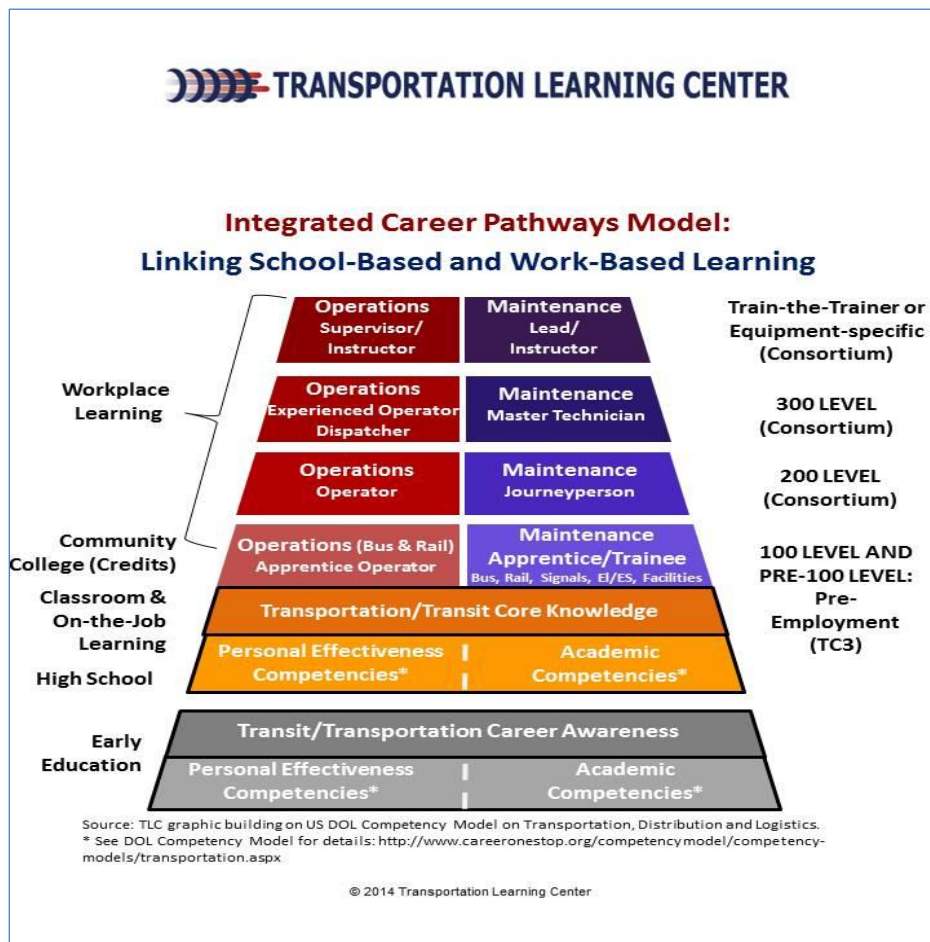 TRANSPORTATION LEARNING CENTER
Integrated Career Pathways Model:
Linking School-Based and Work-Based Learning
Workplace
Learning
Operations
Supervisor/
Instructor
Maintenance
Lead/
Instructor
Train-the-Trainer or
Equipment-specific
(Consortium)
Operations
Experienced Operator
Dispatcher
Maintenance
Master Technician
300 LEVEL
(Consortium)
Operations
Operator
Maintenance
Journeyperson
200 LEVEL
(Consortium)
Community
College (Credits)
Operations (Bus & Rail)
Apprentice Operator
Maintenance
Apprentice/Trainee
Bus, Rail, Signals, El/ES, Facilities
100 LEVEL AND
PRE-100 LEVEL:
Pre-
Employment
(TC3)
Classroom &
On-the-Job
Learning
Transportation/Transit Core Knowledge
High School
Personal Effectiveness
Competencies*
Academic
Competencies*
Early
Education
Transit/Transportation Career Awareness
Personal Effectiveness
Competencies*
Academic
Competencies*
Source: TLC graphic building on US DOL Competency Model on Transportation, Distribution and Logistics.
* See DOL Competency Model for details: http://www.careeronestop.org/competencymodel/competency-
models/transportation.aspx
© 2014 Transportation Learning Center